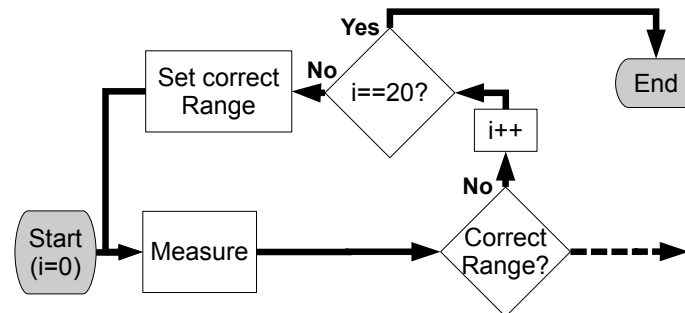 Yes
No
Set correct
Range
i==20?
End
i++
No
Start
(i=0)
Measure
Correct
Range?